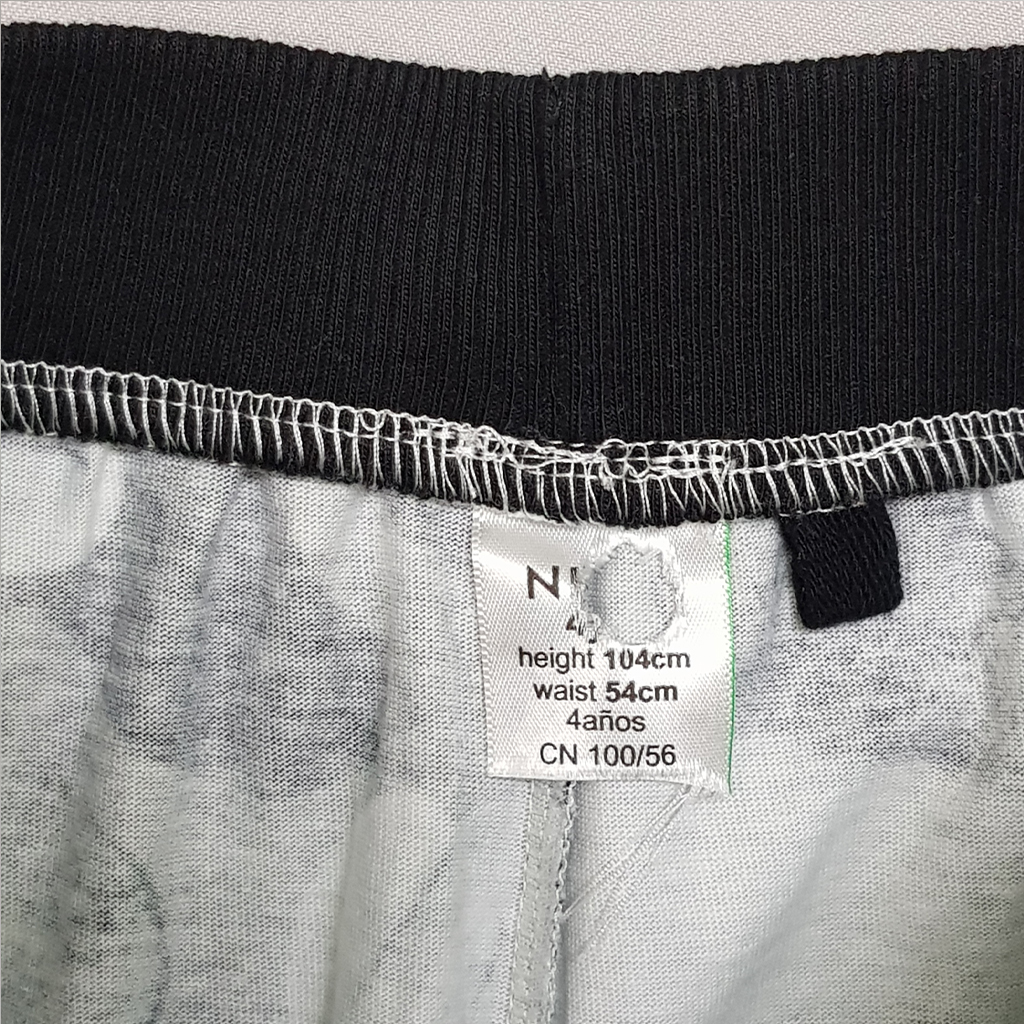 height 104cm
waist 54cm
4años
CN 100/56